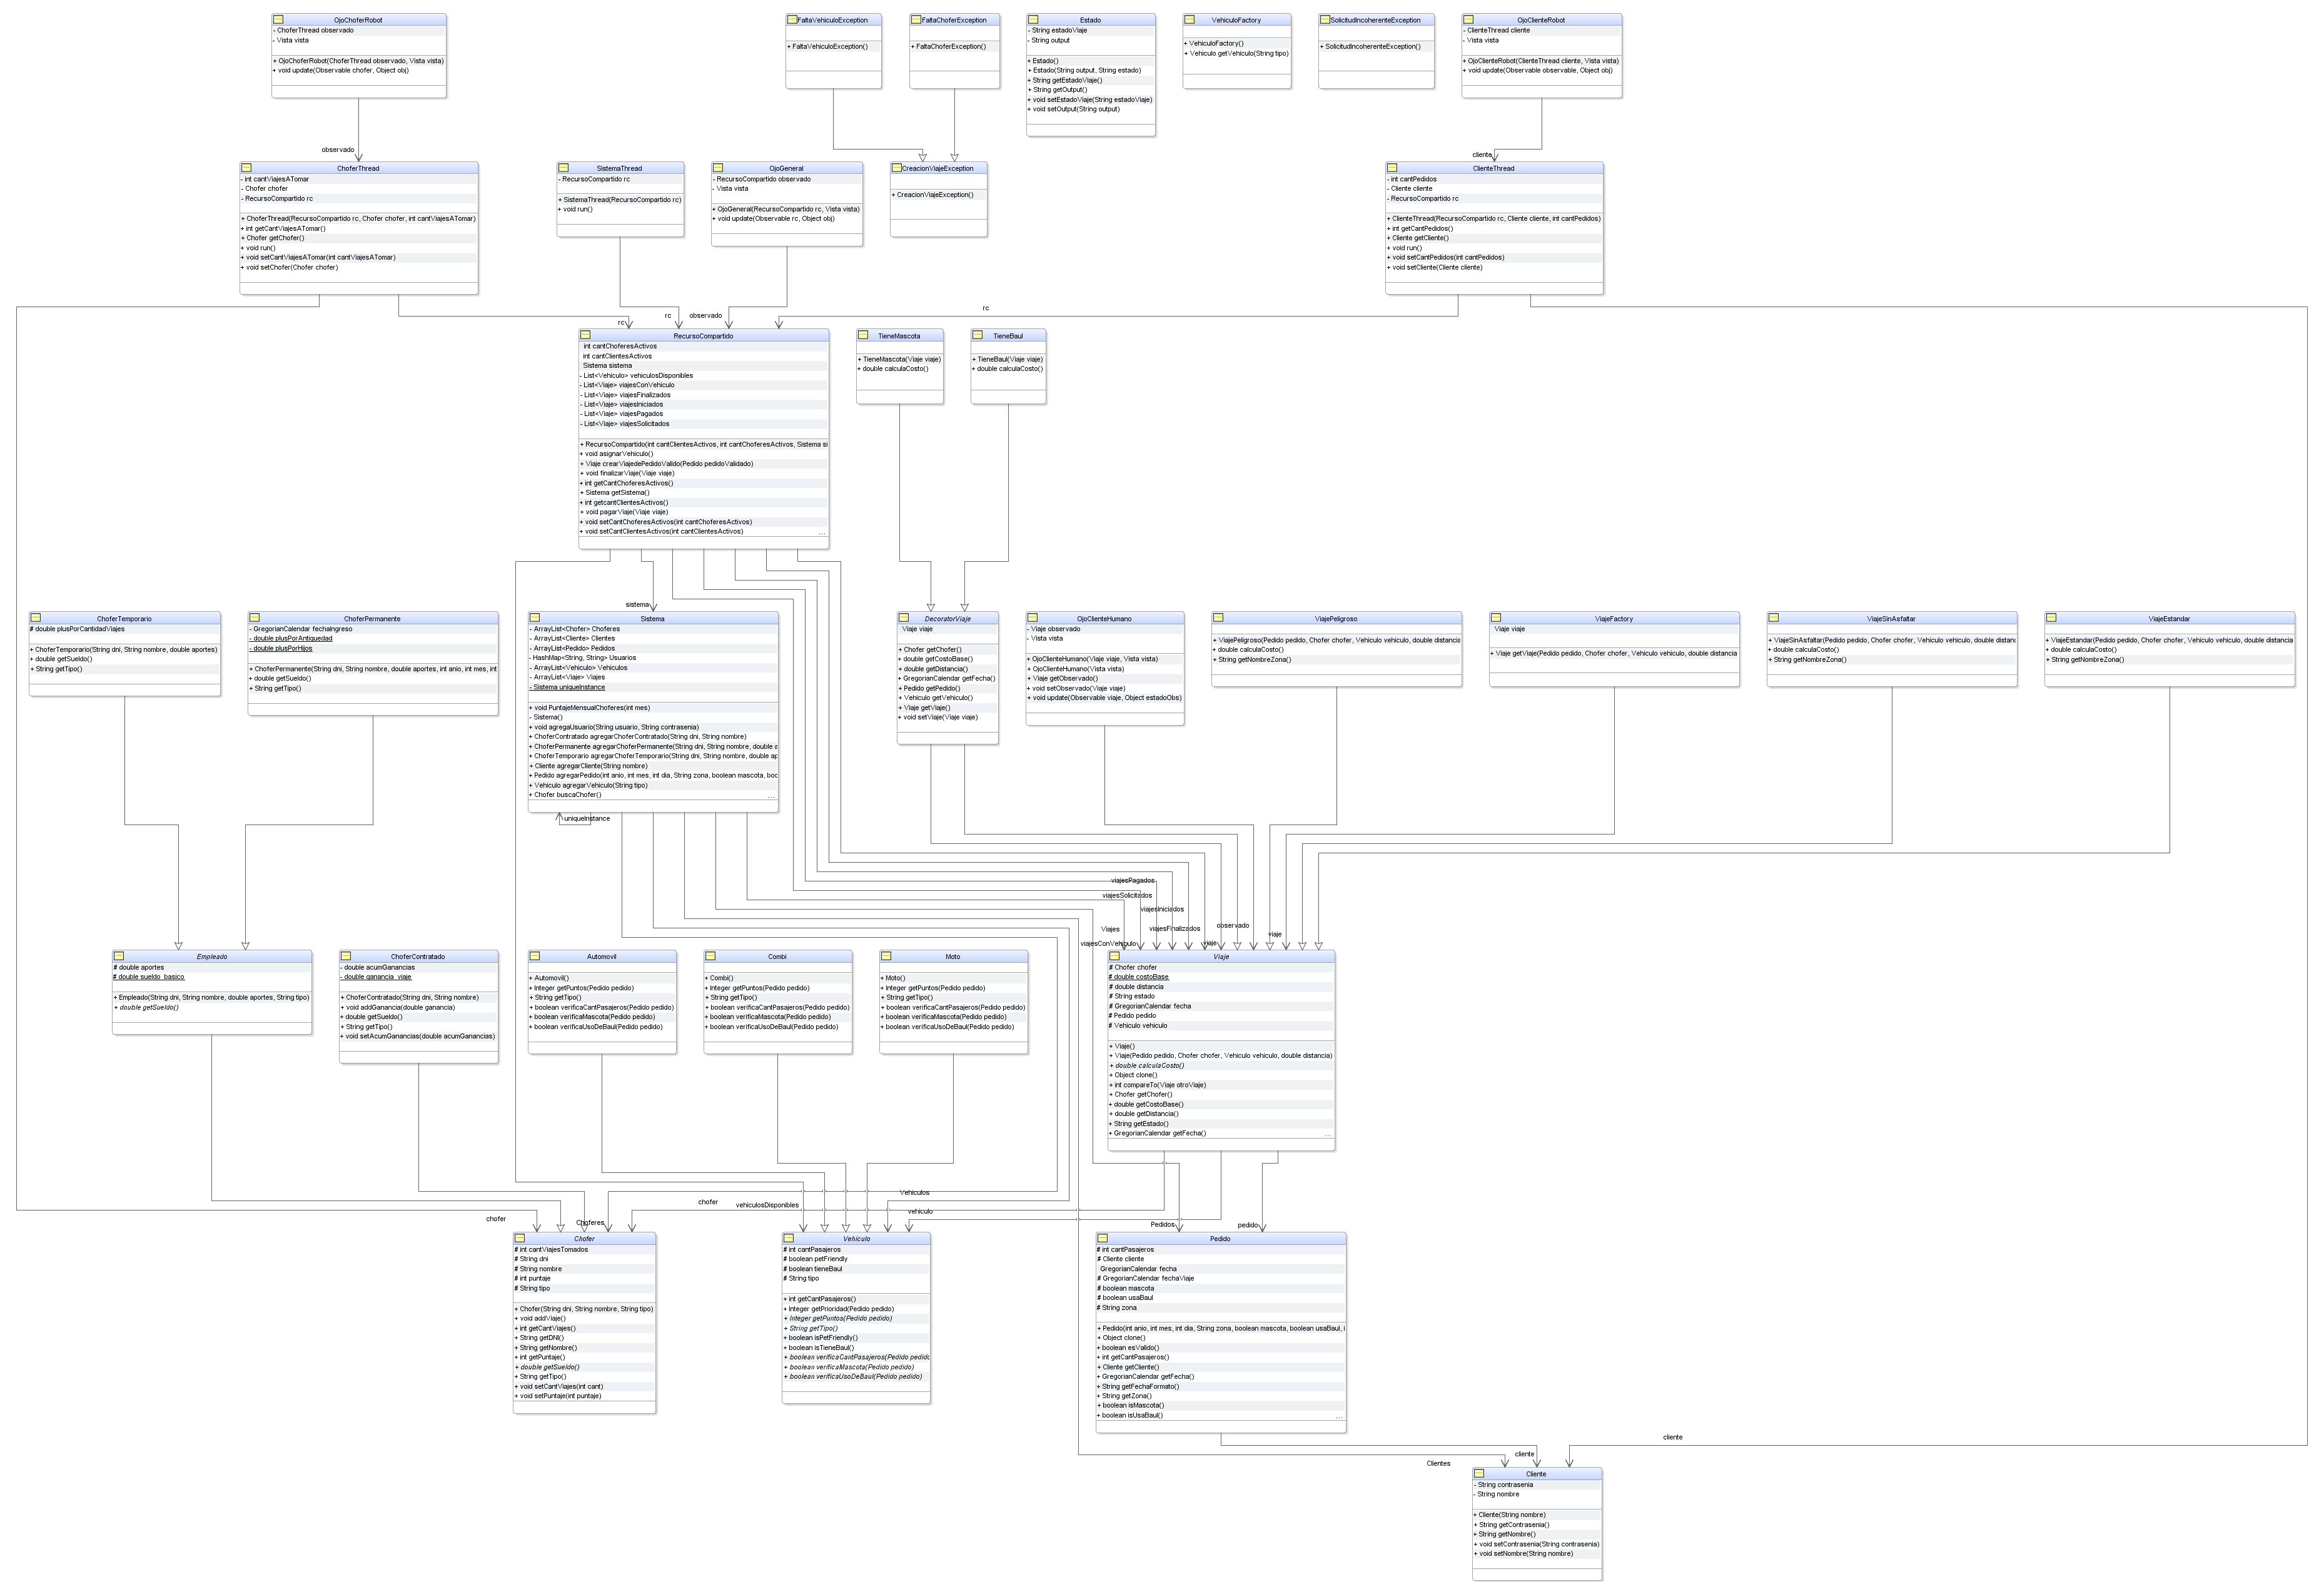 OjoChoferRobot
- ChoferThread observado
- Vista vista
+ OjoChoferRobot(ChoferThread observado, Vista vista)
+ void update(Observable chofer, Object obj)
FaltaVehiculoException
+ FaltaVehiculoException()
FaltaChoferException
+ FaltaChoferException()
Estado
- String estadoViaje
- String output
+ Estado()
+ Estado(String output, String estado)
+ String getEstadoViaje()
+ String getOutput()
+ void setEstadoViaje(String estadoViaje)
+ void setOutput(String output)
VehiculoFactory
+ VehiculoFactory()
+ Vehiculo getVehiculo(String tipo)
SolicitudIncoherenteException
+ SolicitudIncoherenteException()
OjoClienteRobot
- ClienteThread cliente
- Vista vista
+ OjoClienteRobot(ClienteThread cliente, Vista vista)
+ void update(Observable observable, Object obj)
observado
cliente
ChoferThread
- int cantViajesATomar
- Chofer chofer
- RecursoCompartido rc
+ ChoferThread(RecursoCompartido rc, Chofer chofer, int cantViajesATomar)
+ int getCantViajesATomar()
+ Chofer getChofer()
+ void run()
+ void setCantViajesATomar(int cantViajesATomar)
+ void setChofer(Chofer chofer)
SistemaThread
- RecursoCompartido rc
+ SistemaThread(RecursoCompartido rc)
+ void run()
OjoGeneral
- RecursoCompartido observado
- Vista vista
+ OjoGeneral(RecursoCompartido rc, Vista vista)
+ void update(Observable rc, Object obj)
CreacionViajeException
+ CreacionViajeException()
ClienteThread
- int cantPedidos
- Cliente cliente
- RecursoCompartido rc
+ ClienteThread(RecursoCompartido rc, Cliente cliente, int cantPedidos)
+ int getCantPedidos()
+ Cliente getCliente()
+ void run()
+ void setCantPedidos(int cantPedidos)
+ void setCliente(Cliente cliente)
rc
rc
observado
rc
RecursoCompartido
int cantChoferesActivos
int cantClientesActivos
Sistema sistema
- List<Vehiculo> vehiculosDisponibles
- List<Viaje> viajesConVehiculo
- List<Viaje> viajesFinalizados
- List<Viaje> viajesIniciados
- List<Viaje> viajesPagados
- List<Viaje> viajesSolicitados
+ RecursoCompartido(int cantClientesActivos, int cantChoferesActivos, Sistema si
+ void asignarVehiculo()
+ Viaje crearViajedePedidoValido(Pedido pedidoValidado)
+ void finalizarViaje(Viaje viaje)
+ int getCantChoferesActivos()
+ Sistema getSistema()
+ int getcantClientesActivos()
+ void pagarViaje(Viaje viaje)
+ void setCantChoferesActivos(int cantChoferesActivos)
+ void setCantClientesActivos(int cantClientesActivos) ...
TieneMascota
+ TieneMascota(Viaje viaje)
+ double calculaCosto()
TieneBaul
+ TieneBaul(Viaje viaje)
+ double calculaCosto()
sistema
ChoferTemporario
# double plusPorCantidadViajes
+ ChoferTemporario(String dni, String nombre, double aportes)
+ double getSueldo()
+ String getTipo()
ChoferPermanente
- GregorianCalendar fechaIngreso
- double plusPorAntiquedad
- double plusPorHijos
+ ChoferPermanente(String dni, String nombre, double aportes, int anio, int mes, int
+ double getSueldo()
+ String getTipo()
Sistema
- ArrayList<Chofer> Choferes
- ArrayList<Cliente> Clientes
- ArrayList<Pedido> Pedidos
- HashMap<String, String> Usuarios
- ArrayList<Vehiculo> Vehiculos
- ArrayList<Viaje> Viajes
- Sistema uniqueInstance
+ void PuntajeMensualChoferes(int mes)
- Sistema()
+ void agregaUsuario(String usuario, String contrasenia)
+ ChoferContratado agregarChoferContratado(String dni, String nombre)
+ ChoferPermanente agregarChoferPermanente(String dni, String nombre, double a
+ ChoferTemporario agregarChoferTemporario(String dni, String nombre, double ap
+ Cliente agregarCliente(String nombre)
+ Pedido agregarPedido(int anio, int mes, int dia, String zona, boolean mascota, boo
+ Vehiculo agregarVehiculo(String tipo)
+ Chofer buscaChofer() ...
DecoratorViaje
Viaje viaje
+ Chofer getChofer()
+ double getCostoBase()
+ double getDistancia()
+ GregorianCalendar getFecha()
+ Pedido getPedido()
+ Vehiculo getVehiculo()
+ Viaje getViaje()
+ void setViaje(Viaje viaje)
OjoClienteHumano
- Viaje observado
- Vista vista
+ OjoClienteHumano(Viaje viaje, Vista vista)
+ OjoClienteHumano(Vista vista)
+ Viaje getObservado()
+ void setObservado(Viaje viaje)
+ void update(Observable viaje, Object estadoObs)
ViajePeligroso
+ ViajePeligroso(Pedido pedido, Chofer chofer, Vehiculo vehiculo, double distancia
+ double calculaCosto()
+ String getNombreZona()
ViajeFactory
Viaje viaje
+ Viaje getViaje(Pedido pedido, Chofer chofer, Vehiculo vehiculo, double distancia
ViajeSinAsfaltar
+ ViajeSinAsfaltar(Pedido pedido, Chofer chofer, Vehiculo vehiculo, double distanc
+ double calculaCosto()
+ String getNombreZona()
ViajeEstandar
+ ViajeEstandar(Pedido pedido, Chofer chofer, Vehiculo vehiculo, double distancia
+ double calculaCosto()
+ String getNombreZona()
uniqueInstance
viajesPagados
viajesSolicitados
viajesIniciados
Viajes
viajesFinalizados
observado
viaje
viajesConVehiculo
viaje
Empleado
# double aportes
# double sueldo_basico
+ Empleado(String dni, String nombre, double aportes, String tipo)
+ double getSueldo()
ChoferContratado
- double acumGanancias
- double ganancia_viaje
+ ChoferContratado(String dni, String nombre)
+ void addGanancia(double ganancia)
+ double getSueldo()
+ String getTipo()
+ void setAcumGanancias(double acumGanancias)
Automovil
+ Automovil()
+ Integer getPuntos(Pedido pedido)
+ String getTipo()
+ boolean verificaCantPasajeros(Pedido pedido)
+ boolean verificaMascota(Pedido pedido)
+ boolean verificaUsoDeBaul(Pedido pedido)
Combi
+ Combi()
+ Integer getPuntos(Pedido pedido)
+ String getTipo()
+ boolean verificaCantPasajeros(Pedido pedido)
+ boolean verificaMascota(Pedido pedido)
+ boolean verificaUsoDeBaul(Pedido pedido)
Moto
+ Moto()
+ Integer getPuntos(Pedido pedido)
+ String getTipo()
+ boolean verificaCantPasajeros(Pedido pedido)
+ boolean verificaMascota(Pedido pedido)
+ boolean verificaUsoDeBaul(Pedido pedido)
Viaje
# Chofer chofer
# double costoBase
# double distancia
# String estado
# GregorianCalendar fecha
# Pedido pedido
# Vehiculo vehiculo
+ Viaje()
+ Viaje(Pedido pedido, Chofer chofer, Vehiculo vehiculo, double distancia)
+ double calculaCosto()
+ Object clone()
+ int compareTo(Viaje otroViaje)
+ Chofer getChofer()
+ double getCostoBase()
+ double getDistancia()
+ String getEstado()
+ GregorianCalendar getFecha() ...
Vehiculos
chofer
vehiculosDisponibles
vehiculo
chofer
Choferes
Pedidos
pedido
Chofer
# int cantViajesTomados
# String dni
# String nombre
# int puntaje
# String tipo
+ Chofer(String dni, String nombre, String tipo)
+ void addViaje()
+ int getCantViajes()
+ String getDNI()
+ String getNombre()
+ int getPuntaje()
+ double getSueldo()
+ String getTipo()
+ void setCantViajes(int cant)
+ void setPuntaje(int puntaje)
Vehiculo
# int cantPasajeros
# boolean petFriendly
# boolean tieneBaul
# String tipo
+ int getCantPasajeros()
+ Integer getPrioridad(Pedido pedido)
+ Integer getPuntos(Pedido pedido)
+ String getTipo()
+ boolean isPetFriendly()
+ boolean isTieneBaul()
+ boolean verificaCantPasajeros(Pedido pedido
+ boolean verificaMascota(Pedido pedido)
+ boolean verificaUsoDeBaul(Pedido pedido)
Pedido
# int cantPasajeros
# Cliente cliente
GregorianCalendar fecha
# GregorianCalendar fechaViaje
# boolean mascota
# boolean usaBaul
# String zona
+ Pedido(int anio, int mes, int dia, String zona, boolean mascota, boolean usaBaul, i
+ Object clone()
+ boolean esValido()
+ int getCantPasajeros()
+ Cliente getCliente()
+ GregorianCalendar getFecha()
+ String getFechaFormato()
+ String getZona()
+ boolean isMascota()
+ boolean isUsaBaul() ...
cliente
cliente
Clientes
Cliente
- String contrasenia
- String nombre
+ Cliente(String nombre)
+ String getContrasenia()
+ String getNombre()
+ void setContrasenia(String contrasenia)
+ void setNombre(String nombre)